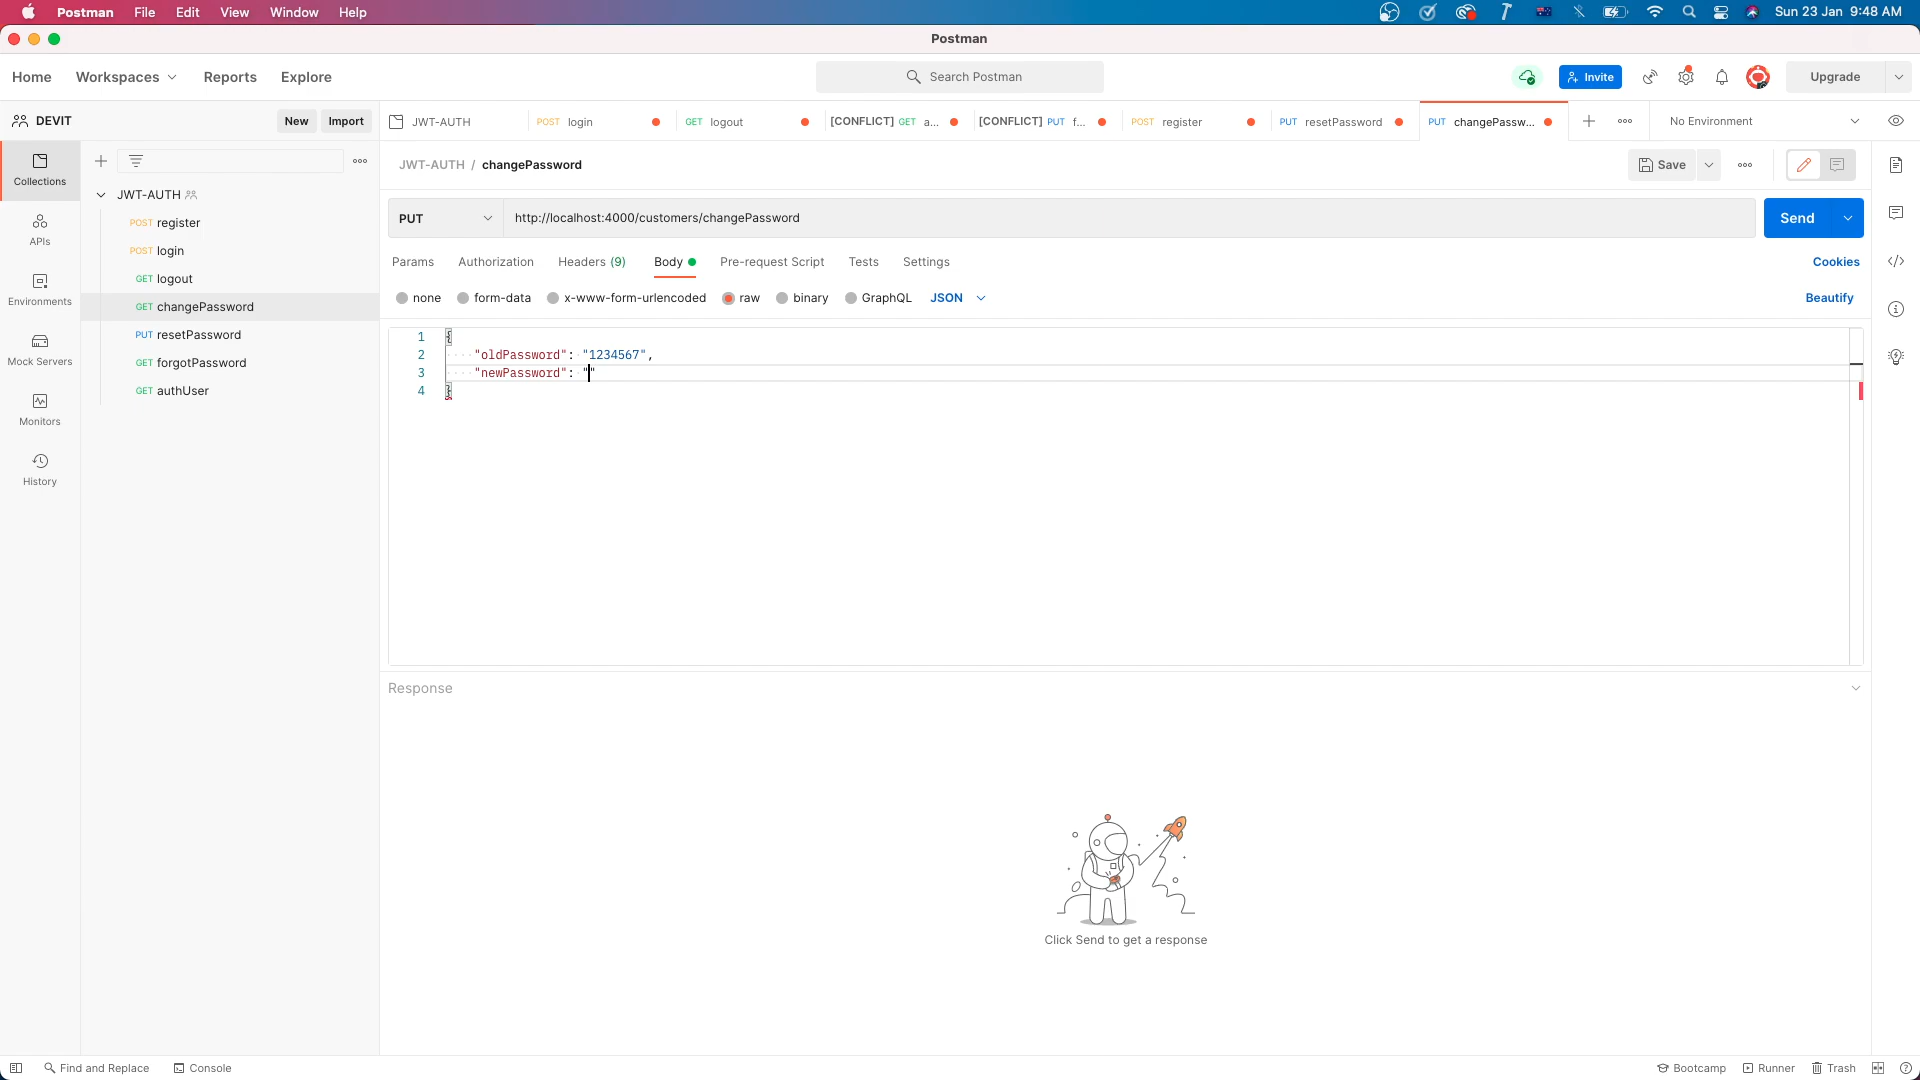 Postman File Edit View Window Help Sun 23 Jan 9:48 AM
Postman
Home Workspaces Reports Explore Search Postman Invite Upgrade
DEVIT New Import JWT-AUTH POST login GET logout [CONFLICT] GET a... [CONFLICT] PUT f... POST register PUT resetPassword PUT changePassw... No Environment
JWT-AUTH / changePassword Save
Collections
APIs
Environments
Mock Servers
Monitors
History
JWT-AUTH
POST register
POST login
GET logout
GET changePassword
PUT resetPassword
GET forgotPassword
GET authUser
PUT http://localhost:4000/customers/changePassword Send
Params Authorization Headers (9) Body Pre-request Script Tests Settings Cookies
none form-data x-www-form-urlencoded raw binary GraphQL JSON Beautify
1 {
2 "oldPassword": "1234567",
3 "newPassword": ""
4 }
Response
Click Send to get a response
Find and Replace Console Bootcamp Runner Trash